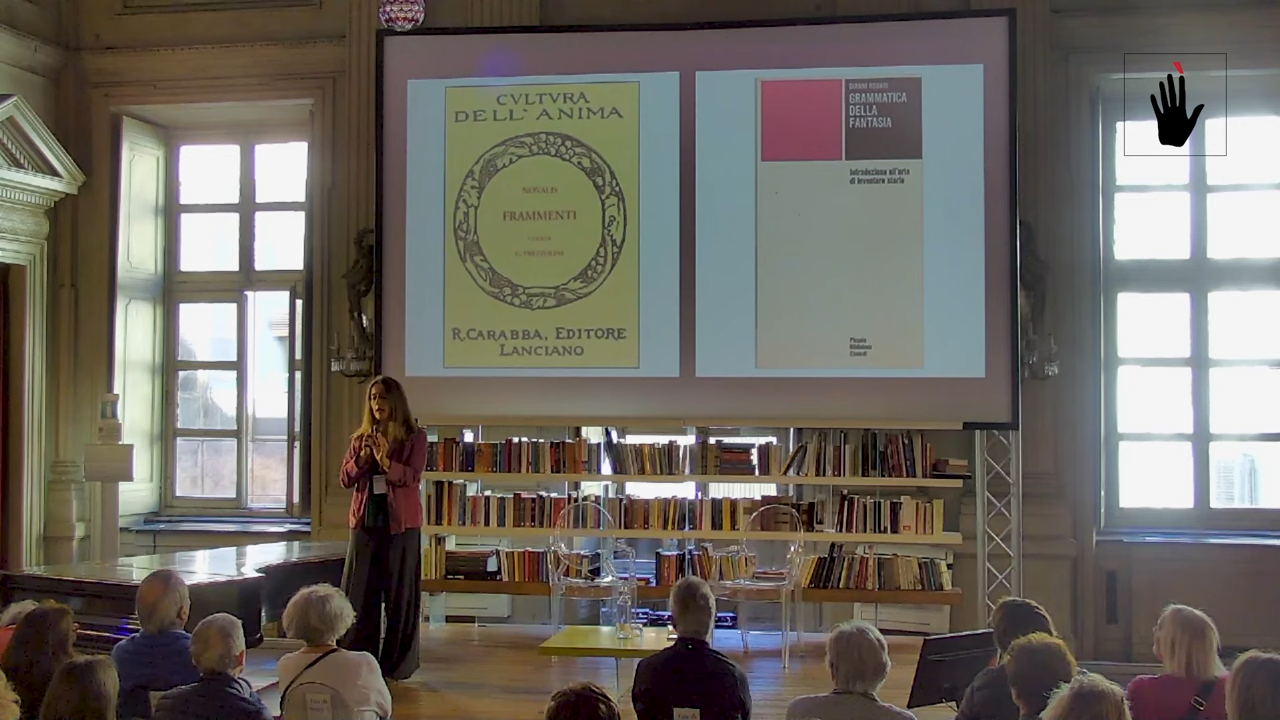 CVLTVRA
DELL' ANIMA
NOVALIS
FRAMMENTI
R. CARABBA, EDITORE
LANCIANO
GIANNI RODARI
GRAMMATICA
DELLA
FANTASIA
Introduzione all'arte
di inventare storie
Piccola
Biblioteca
Einaudi